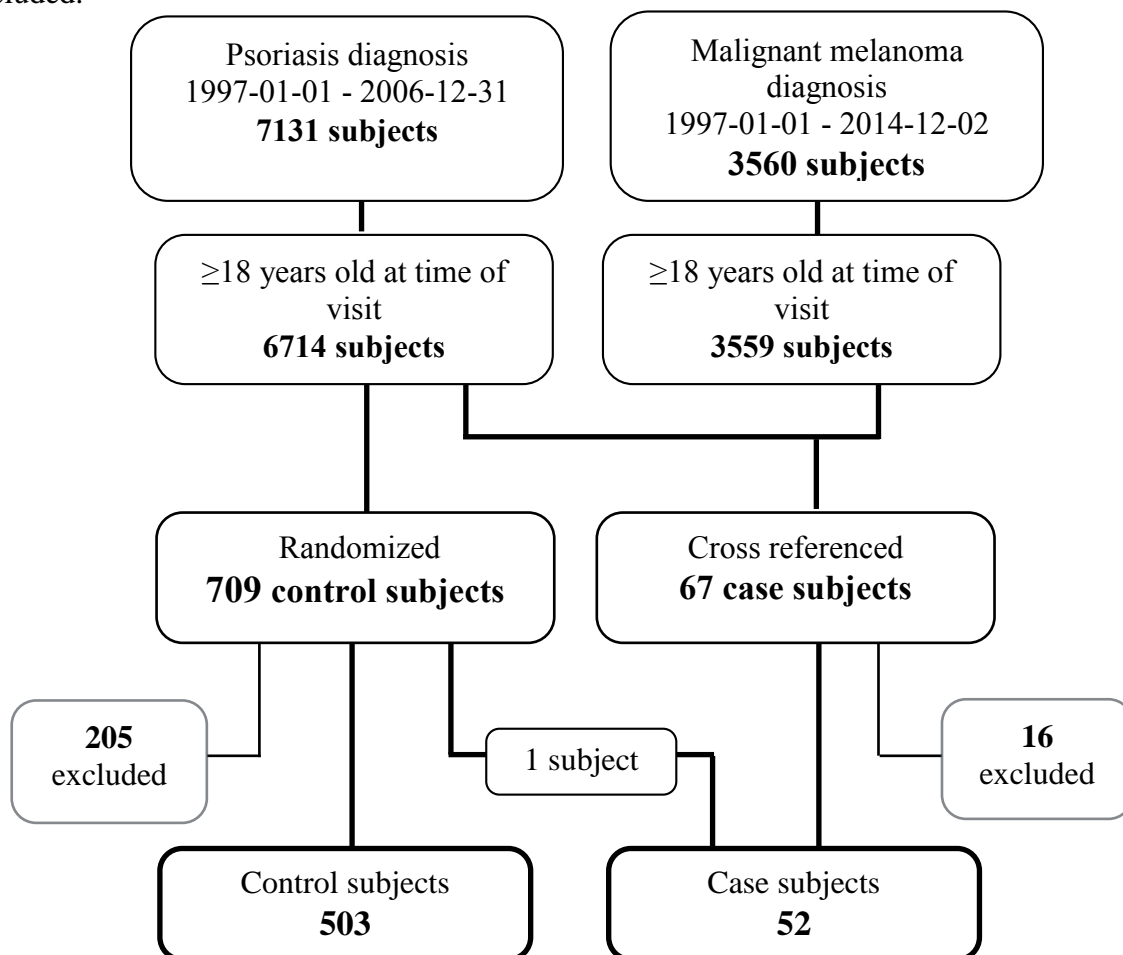 Psoriasis diagnosis
1997-01-01 - 2006-12-31
7131 subjects
Malignant melanoma
diagnosis
1997-01-01 - 2014-12-02
3560 subjects
≥18 years old at time of
visit
6714 subjects
≥18 years old at time of
visit
3559 subjects
Randomized
709 control subjects
Cross referenced
67 case subjects
205
excluded
1 subject
16
excluded
Control subjects
503
Case subjects
52